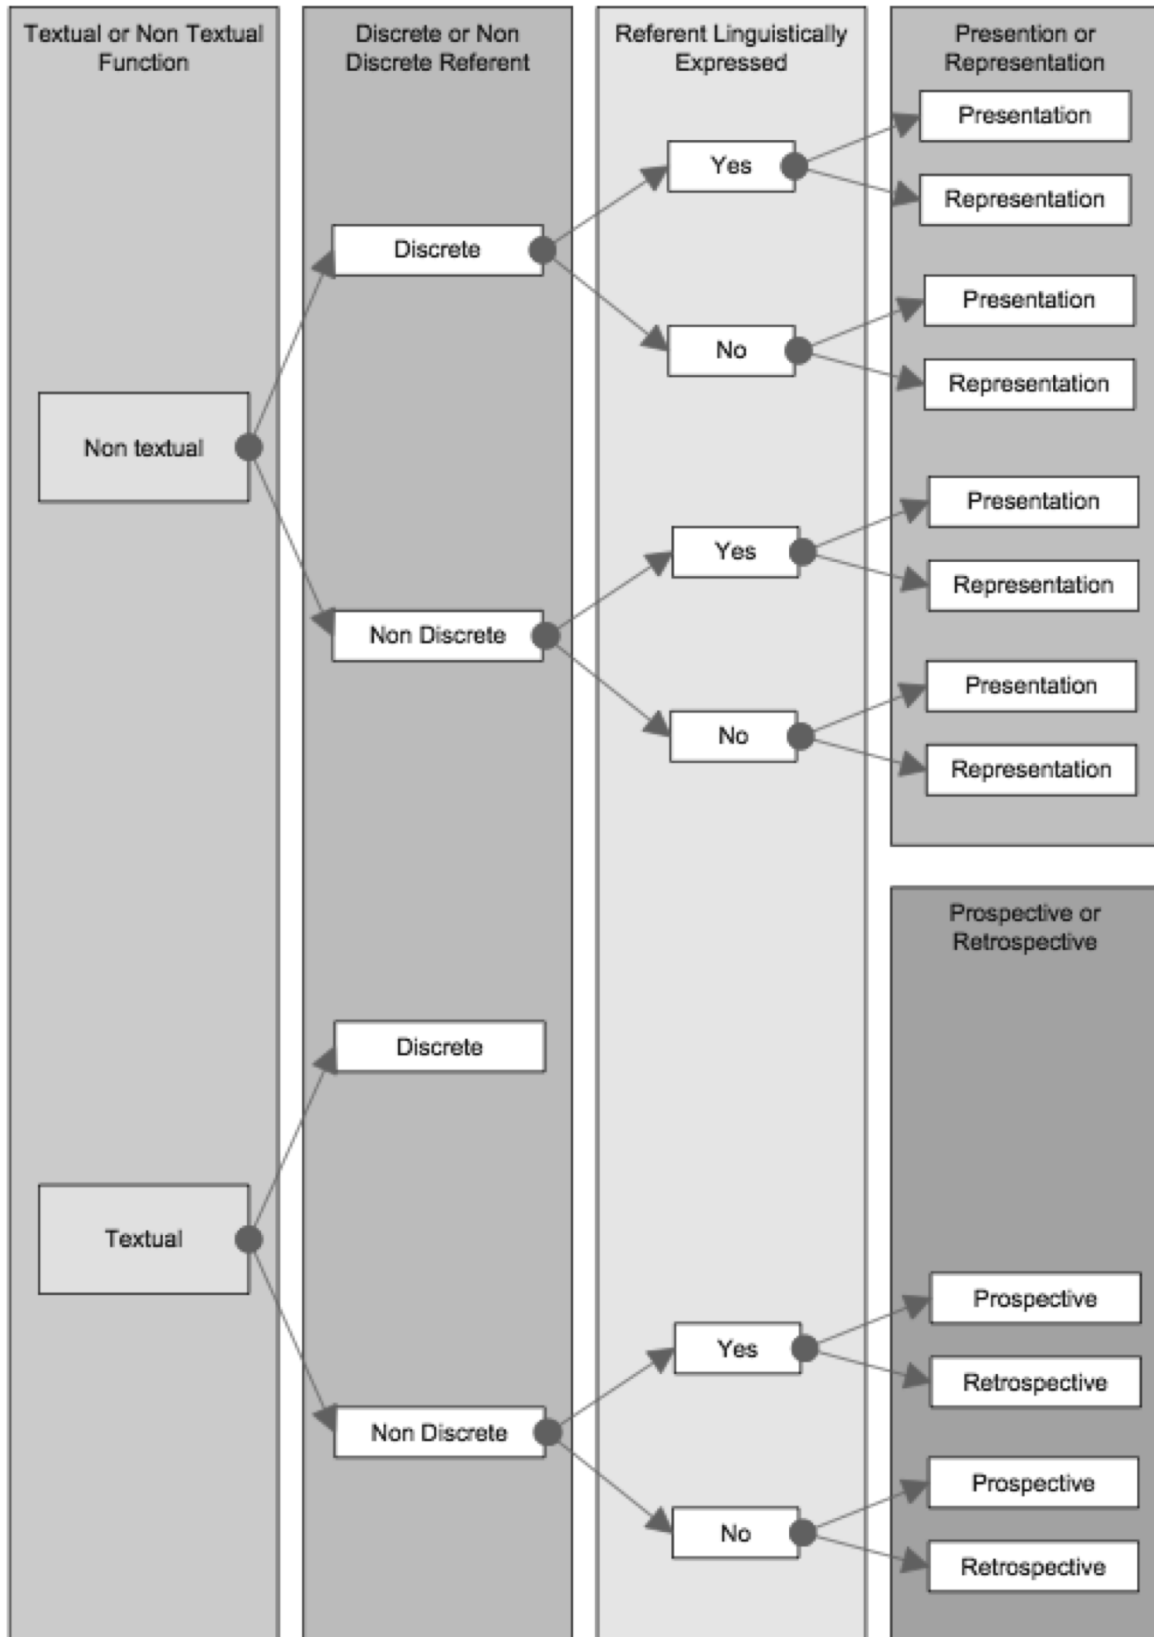 Textual or Non Textual
Function
Discrete or Non
Discrete Referent
Referent Linguistically
Expressed
Presention or
Representation
Presentation
Yes
Representation
Discrete
Presentation
No
Representation
Non textual
Presentation
Yes
Representation
Non Discrete
Presentation
No
Representation
Prospective or
Retrospective
Discrete
Textual
Prospective
Yes
Retrospective
Non Discrete
Prospective
No
Retrospective